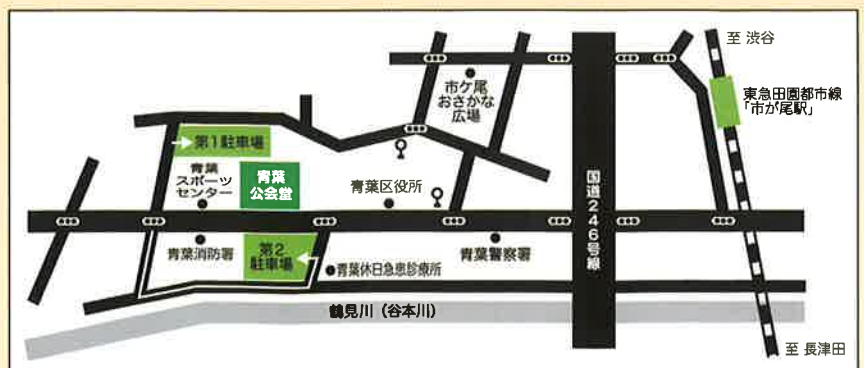 至 渋谷
東急田園都市線
「市が尾駅」
市ケ尾
おさかな
広場
第1駐車場
青葉
スポーツ
センター
青葉
公会堂
青葉区役所
国道246号線
青葉消防署
第2
駐車場
青葉休日急患診療所
青葉警察署
鶴見川（谷本川）
至 長津田